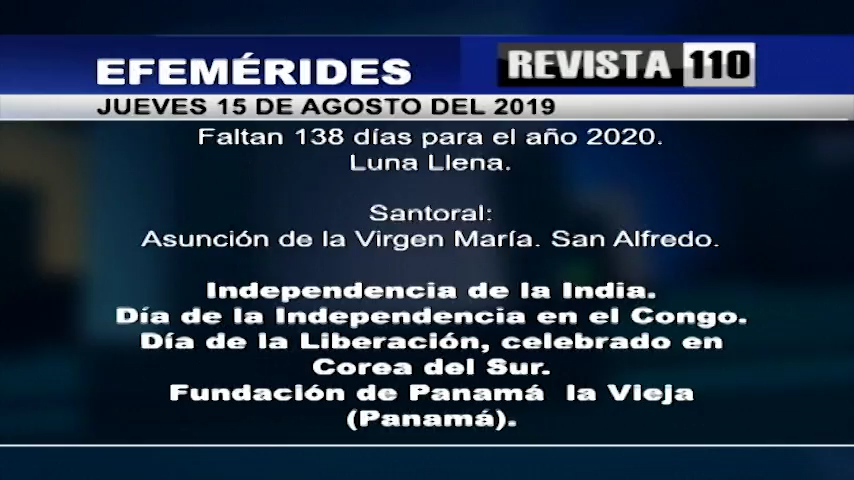 EFEMÉRIDES
REVISTA 110
JUEVES 15 DE AGOSTO DEL 2019
Faltan 138 días para el año 2020.
Luna Llena.
Santoral:
Asunción de la Virgen María. San Alfredo.
Independencia de la India.
Día de la Independencia en el Congo.
Día de la Liberación, celebrado en
Corea del Sur.
Fundación de Panamá  la Vieja
(Panamá).